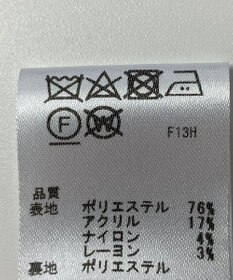 F W F13H
品質
表地 ポリエステル 76%
アクリル 17%
ナイロン 4%
レーヨン 3%
裏地 ポリエステル